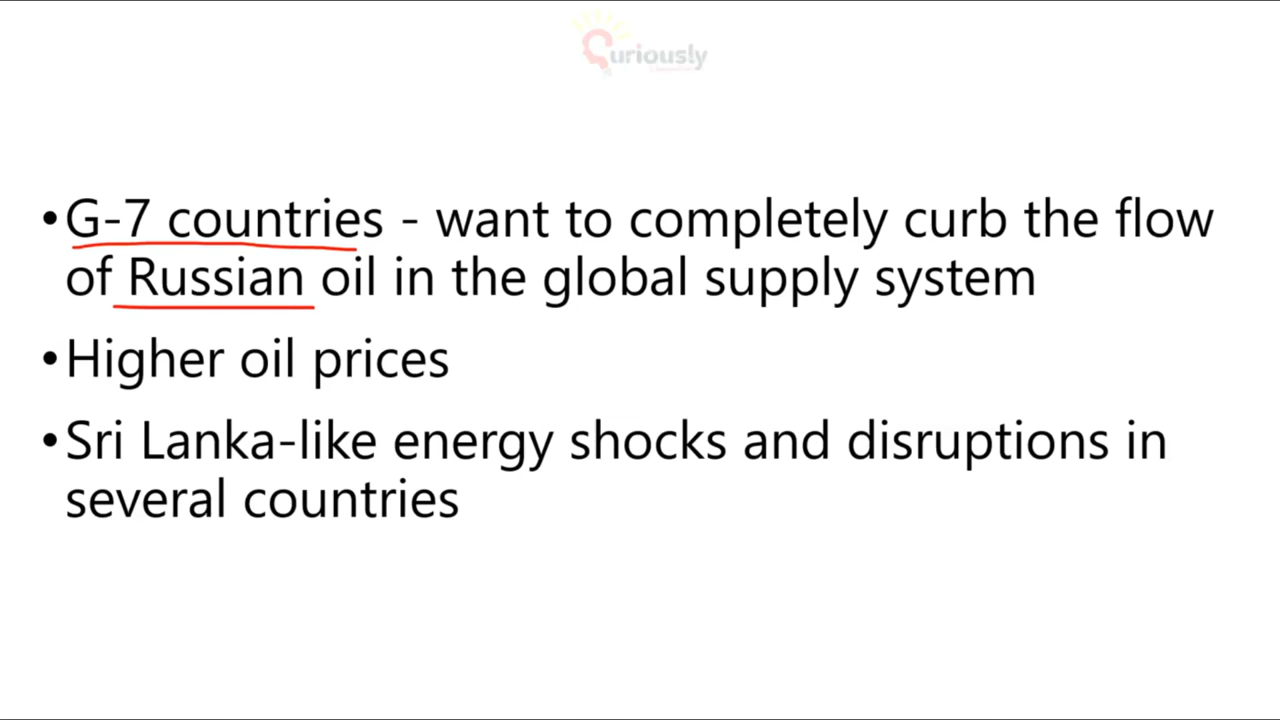 Curiously
•G-7 countries - want to completely curb the flow
of Russian oil in the global supply system
•Higher oil prices
•Sri Lanka-like energy shocks and disruptions in
several countries